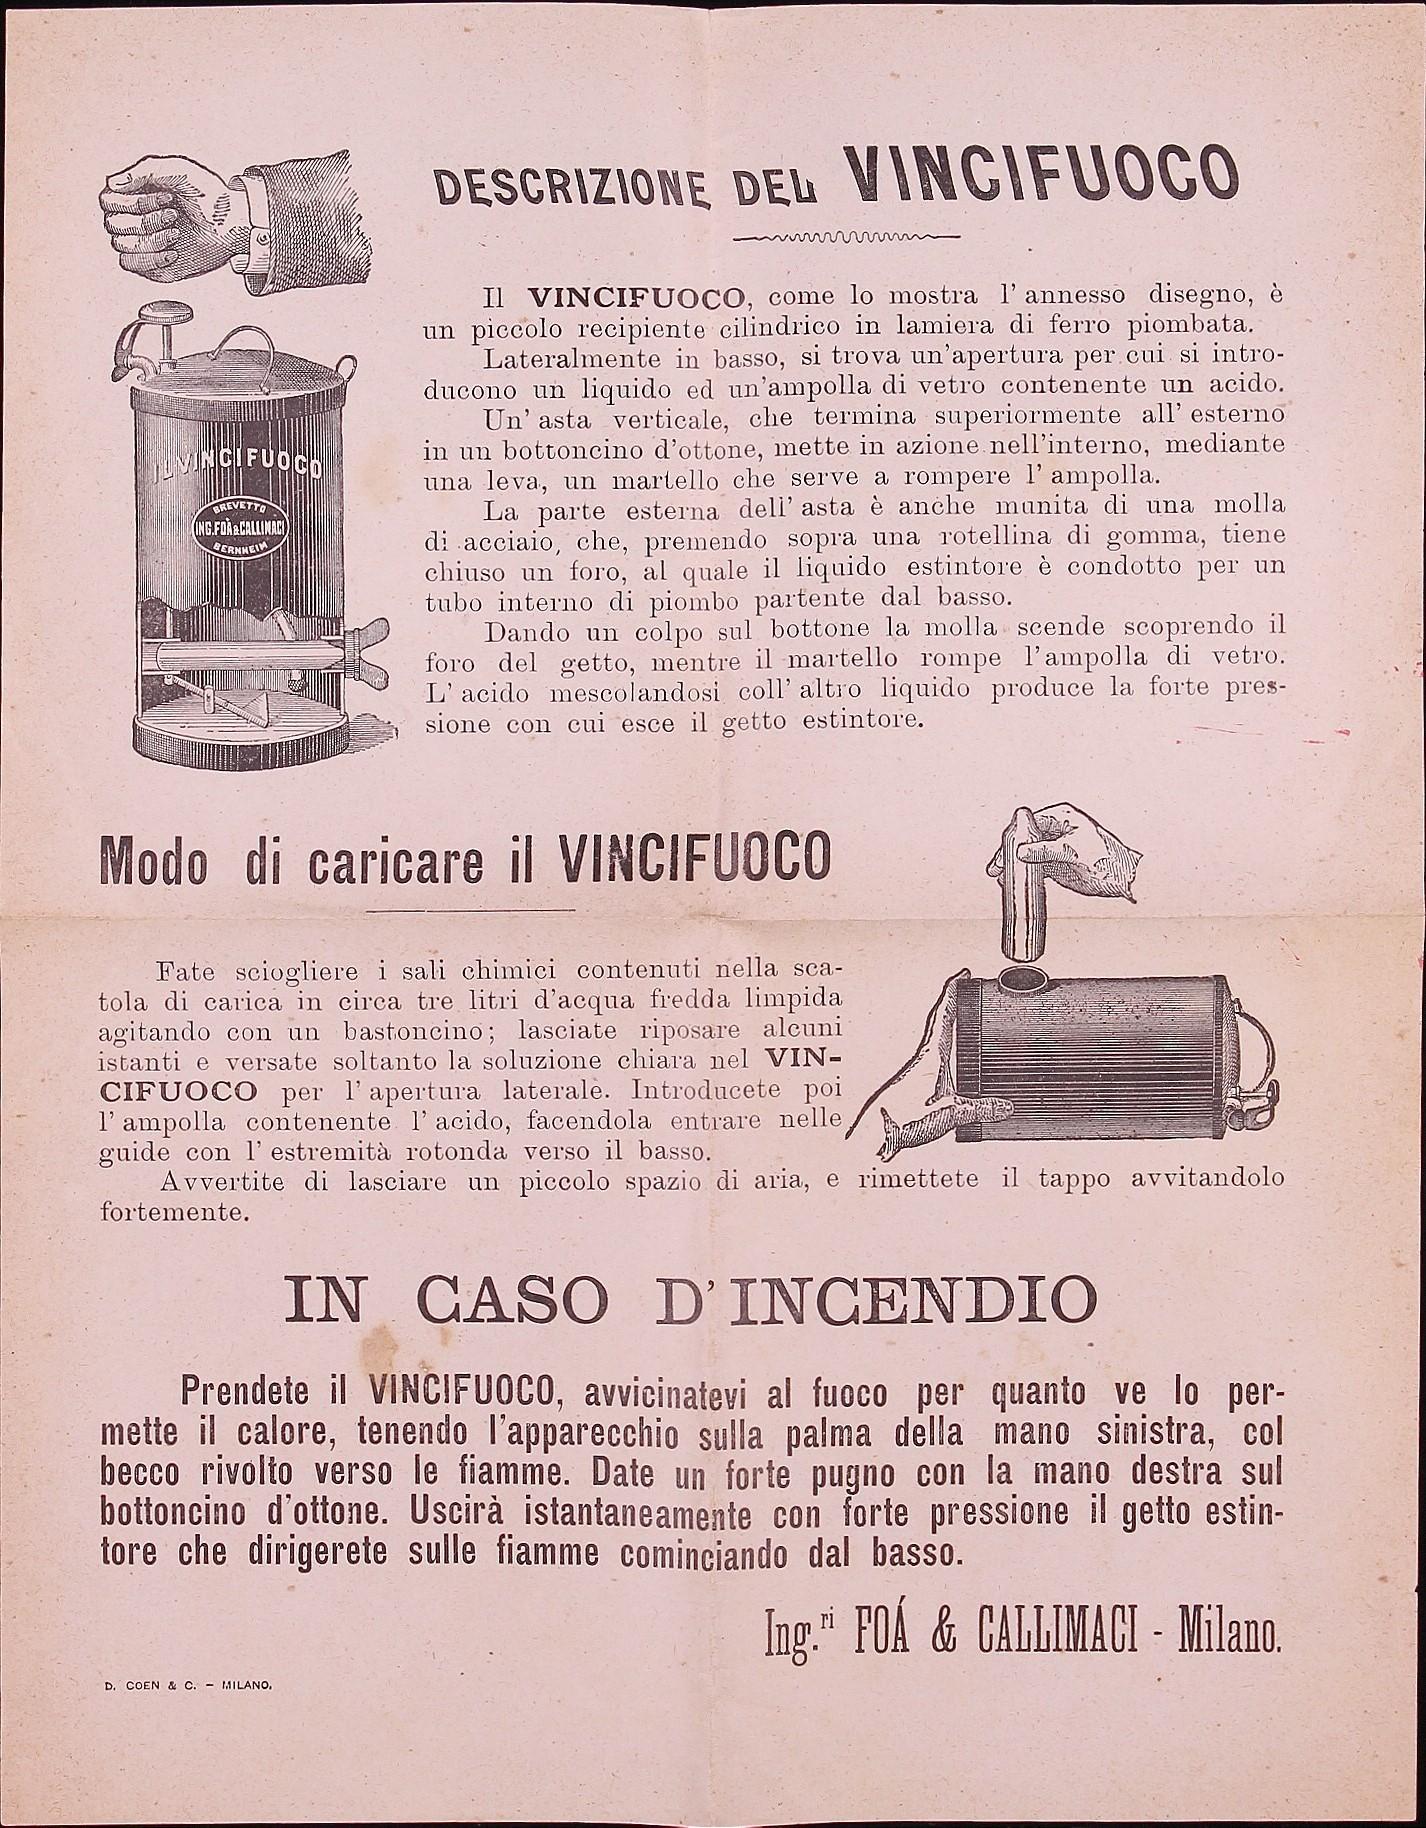 DESCRIZIONE DEL VINCIFUOCO
Il VINCIFUOCO, come lo mostra l' annesso disegno, è
un piccolo recipiente cilindrico in lamiera di ferro piombata.
Lateralmente in basso, si trova un'apertura per cui si intro-
ducono un liquido ed un'ampolla di vetro contenente un acido.
Un' asta verticale, che termina superiormente all' esterno
in un bottoncino d'ottone, mette in azione nell'interno, mediante
una leva, un martello che serve a rompere l' ampolla.
La parte esterna dell' asta è anche munita di una molla
di acciaio, che, premendo sopra una rotellina di gomma, tiene
chiuso un foro, al quale il liquido estintore è condotto per un
tubo interno di piombo partente dal basso.
Dando un colpo sul bottone la molla scende scoprendo il
foro del getto, mentre il martello rompe l'ampolla di vetro.
L' acido mescolandosi coll' altro liquido produce la forte pres-
sione con cui esce il getto estintore.
IL VINCIFUOCO
BREVETTO
ING. FOÀ & CALLIMACI
BERNHEIM
Modo di caricare il VINCIFUOCO
Fate sciogliere i sali chimici contenuti nella sca-
tola di carica in circa tre litri d'acqua fredda limpida
agitando con un bastoncino; lasciate riposare alcuni
istanti e versate soltanto la soluzione chiara nel VIN-
CIFUOCO per l' apertura laterale. Introducete poi
l' ampolla contenente l' acido, facendola entrare nelle
guide con l' estremità rotonda verso il basso.
Avvertite di lasciare un piccolo spazio di aria, e rimettete il tappo avvitandolo
fortemente.
IN CASO D'INCENDIO
Prendete il VINCIFUOCO, avvicinatevi al fuoco per quanto ve lo per-
mette il calore, tenendo l'apparecchio sulla palma della mano sinistra, col
becco rivolto verso le fiamme. Date un forte pugno con la mano destra sul
bottoncino d'ottone. Uscirà istantaneamente con forte pressione il getto estin-
tore che dirigerete sulle fiamme cominciando dal basso.
Ing.ri FOÁ & CALLIMACI - Milano.
D. COEN & C. - MILANO.